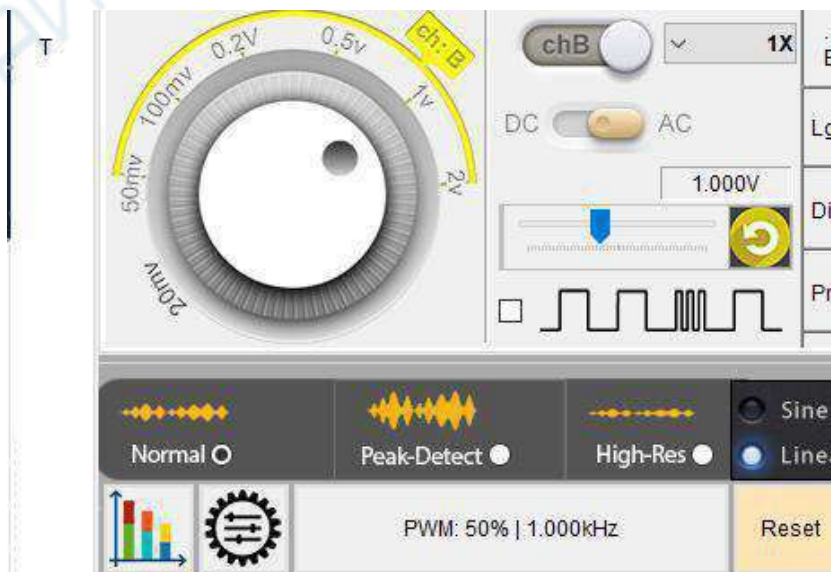 T
50mv
100mv
0.2V
0.5v
ch: B
1v
2v
20mv
chB
1X
DC
AC
1.000V
Normal
Peak-Detect
High-Res
Sine
PWM: 50% | 1.000kHz
Reset